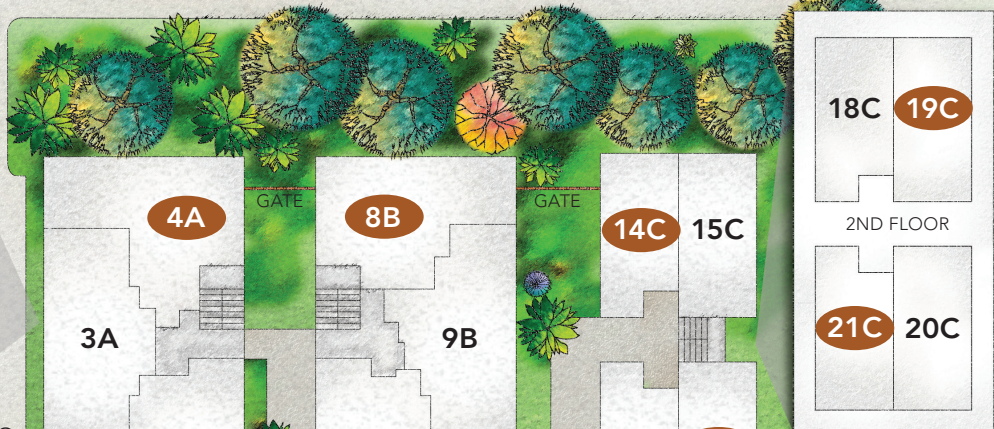 18C
19C
4A
GATE
8B
GATE
14C
15C
2ND FLOOR
3A
9B
21C
20C